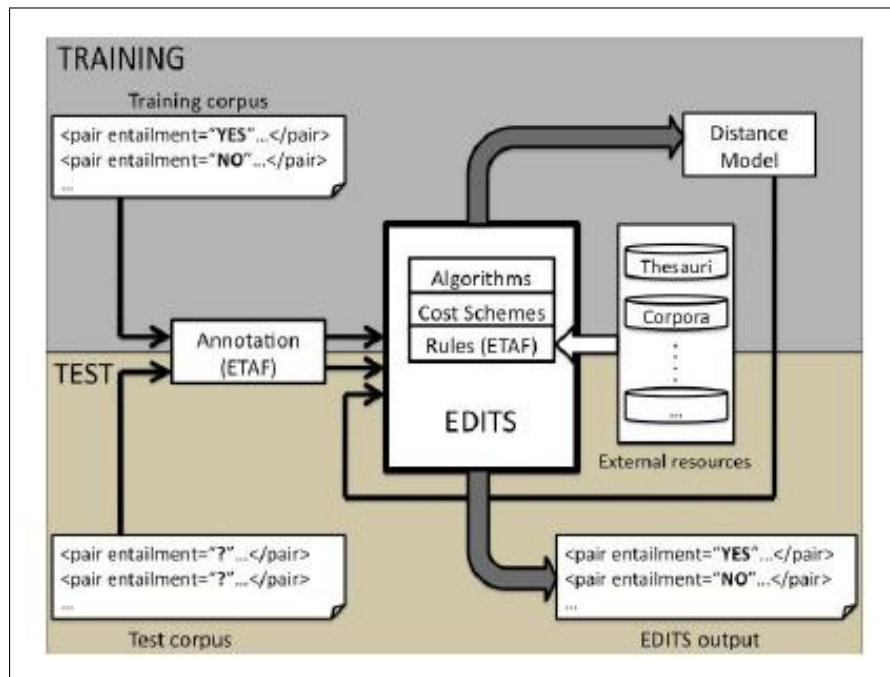 TRAINING
Training corpus
<pair entailment="YES"...</pair>
<pair entailment="NO"...</pair>
...
Distance
Model
Algorithms
Cost Schemes
Rules (ETAF)
EDITS
Thesauri
Corpora
...
External resources
Annotation
(ETAF)
TEST
<pair entailment="?"...</pair>
<pair entailment="?"...</pair>
...
Test corpus
<pair entailment="YES"...</pair>
<pair entailment="NO"...</pair>
...
EDITS output